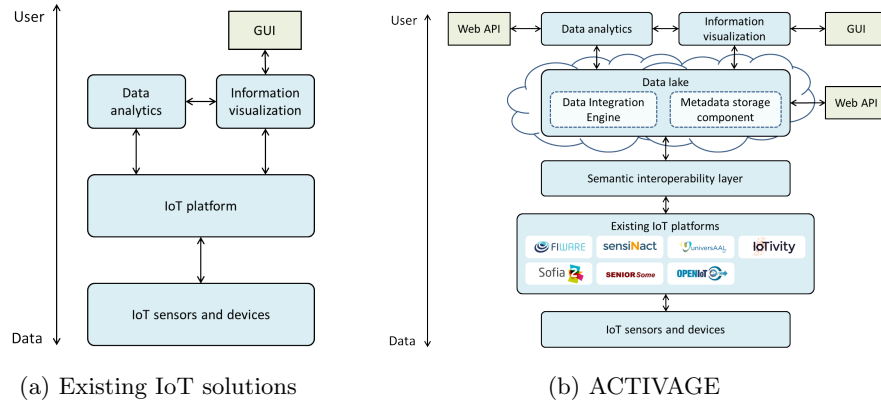 User
GUI
Data
analytics
Information
visualization
IoT platform
IoT sensors and devices
Data
(a) Existing IoT solutions
User
Web API
Data analytics
Information
visualization
GUI
Data lake
Data Integration
Engine
Metadata storage
component
Web API
Semantic interoperability layer
Existing IoT platforms
FIWARE
sensiNact
universAAL
IoTivity
Sofia
SENIORSome
OPENIoT
IoT sensors and devices
Data
(b) ACTIVAGE